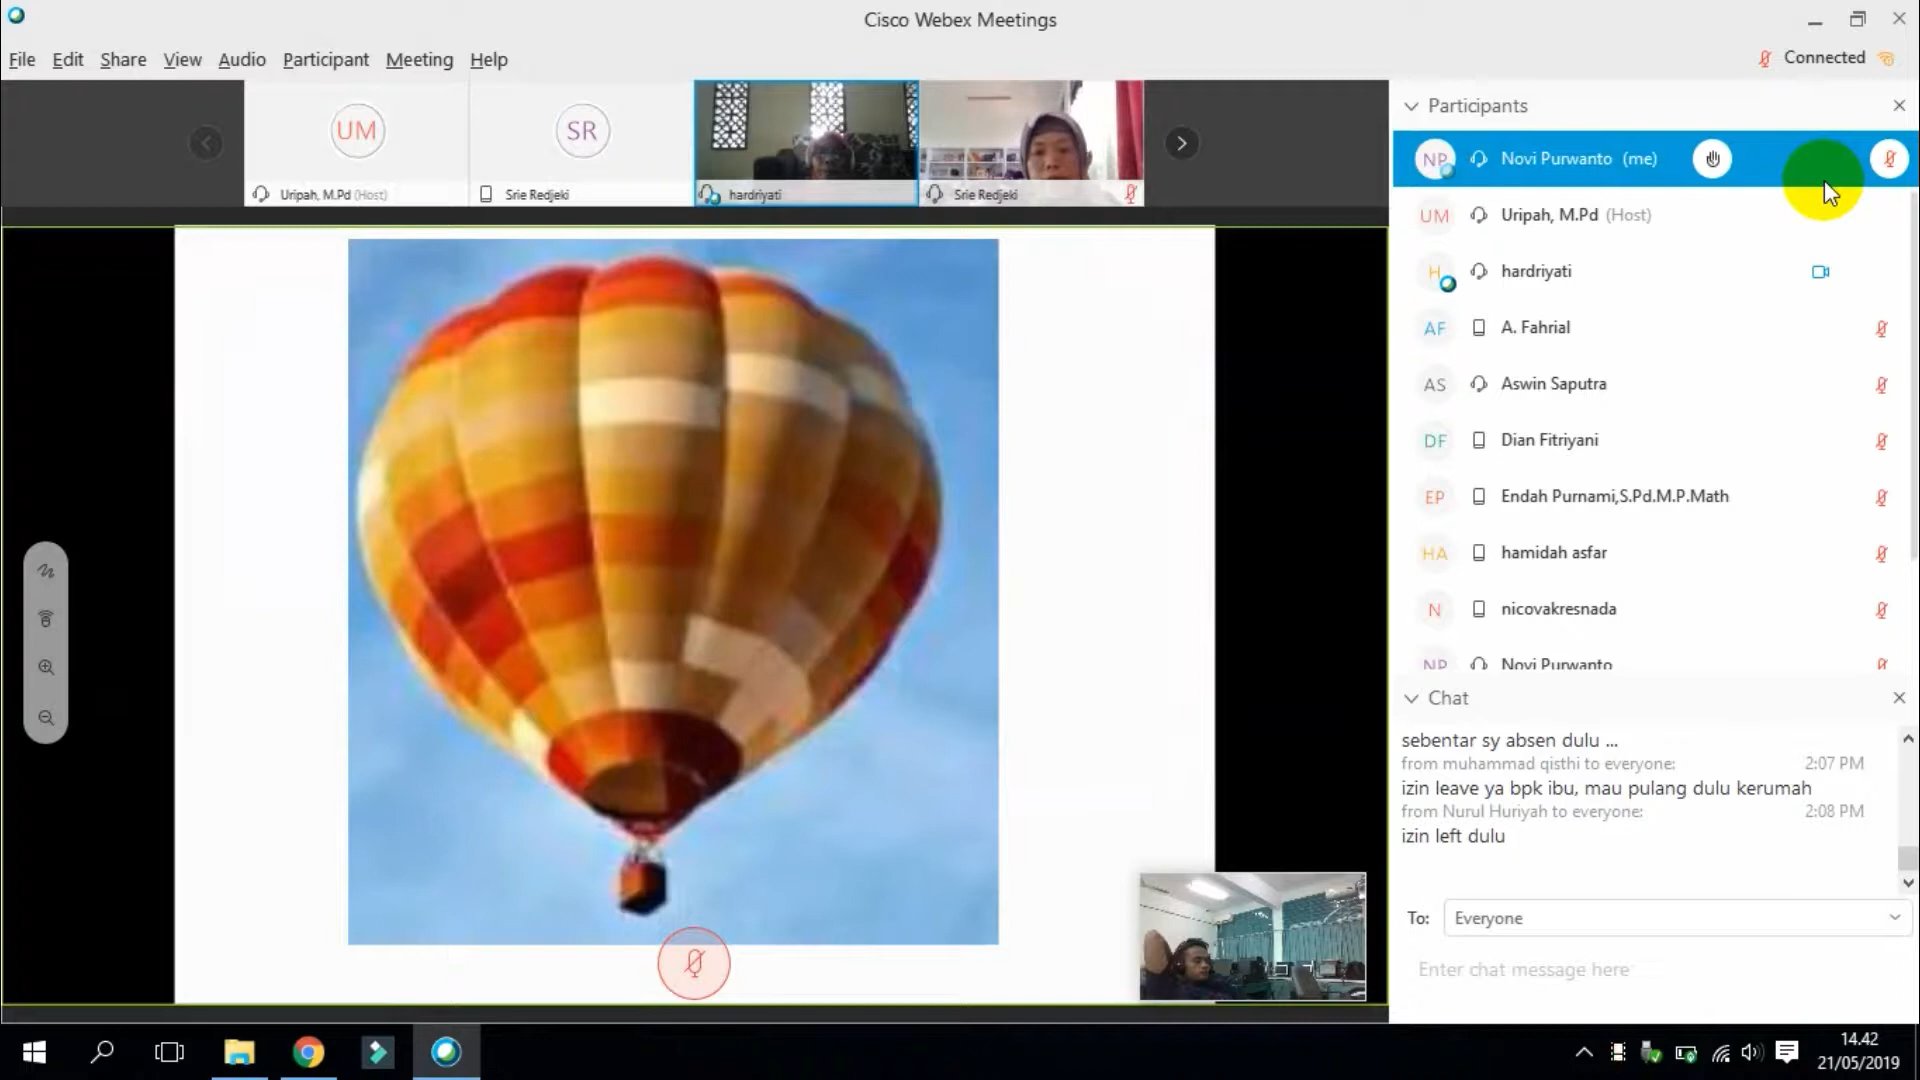 Cisco Webex Meetings
File Edit Share View Audio Participant Meeting Help
Connected
UM
Uripah, M.Pd (Host)
SR
Srie Redjeki
hardriyati
Srie Redjeki
Participants
NP Novi Purwanto (me)
UM Uripah, M.Pd (Host)
H hardriyati
AF A. Fahrial
AS Aswin Saputra
DF Dian Fitriyani
EP Endah Purnami,S.Pd.M.P.Math
HA hamidah asfar
N nicovakresnada
NP Novi Purwanto
Chat
sebentar sy absen dulu ...
from muhammad qisthi to everyone: 2:07 PM
izin leave ya bpk ibu, mau pulang dulu kerumah
from Nurul Huriyah to everyone: 2:08 PM
izin left dulu
To: Everyone
Enter chat message here
14.42
21/05/2019